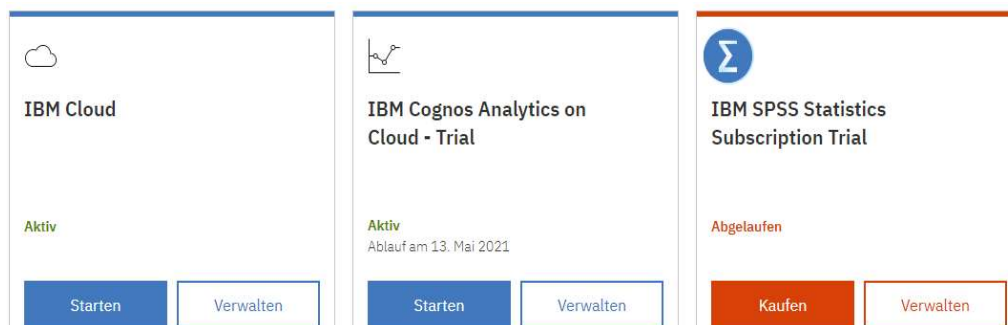 IBM Cloud
Aktiv
Starten
Verwalten
IBM Cognos Analytics on
Cloud - Trial
Aktiv
Ablauf am 13. Mai 2021
Starten
Verwalten
Σ
IBM SPSS Statistics
Subscription Trial
Abgelaufen
Kaufen
Verwalten